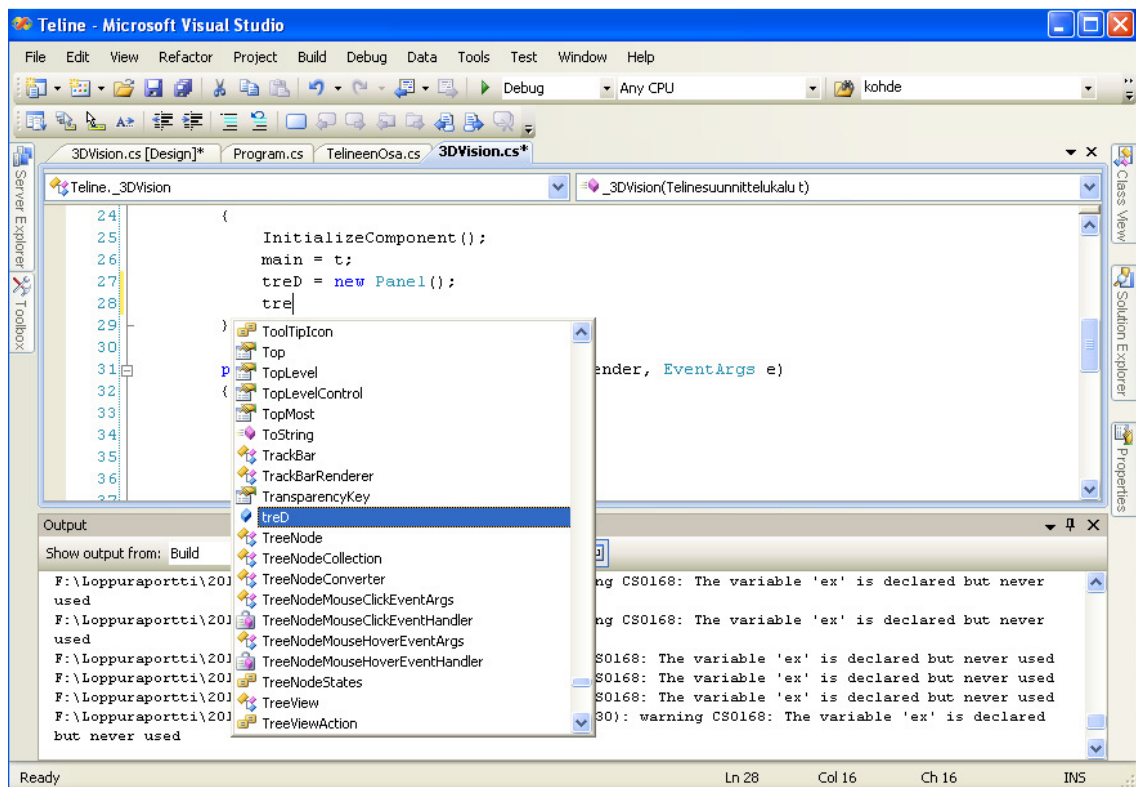 Teline - Microsoft Visual Studio
File Edit View Refactor Project Build Debug Data Tools Test Window Help
Debug Any CPU kohde
3DVision.cs [Design]* Program.cs TelineenOsa.cs 3DVision.cs*
Teline._3DVision _3DVision(Telinesuunnittelukalu t)
Server Explorer
Toolbox
Class View
Solution Explorer
Properties
24 {
25 InitializeComponent();
26 main = t;
27 treD = new Panel();
28 tre
29 }
30
31 p ender, EventArgs e)
32 {
33
34
35
36
37
ToolTipIcon
Top
TopLevel
TopLevelControl
TopMost
ToString
TrackBar
TrackBarRenderer
TransparencyKey
treD
TreeNode
TreeNodeCollection
TreeNodeConverter
TreeNodeMouseClickEventArgs
TreeNodeMouseClickEventHandler
TreeNodeMouseHoverEventArgs
TreeNodeMouseHoverEventHandler
TreeNodeStates
TreeView
TreeViewAction
Output
Show output from: Build
F:\Loppuraportti\201 ng CS0168: The variable 'ex' is declared but never
used
F:\Loppuraportti\201 ng CS0168: The variable 'ex' is declared but never
used
F:\Loppuraportti\201 S0168: The variable 'ex' is declared but never used
F:\Loppuraportti\201 S0168: The variable 'ex' is declared but never used
F:\Loppuraportti\201 S0168: The variable 'ex' is declared but never used
F:\Loppuraportti\201 30): warning CS0168: The variable 'ex' is declared
but never used
Ready Ln 28 Col 16 Ch 16 INS